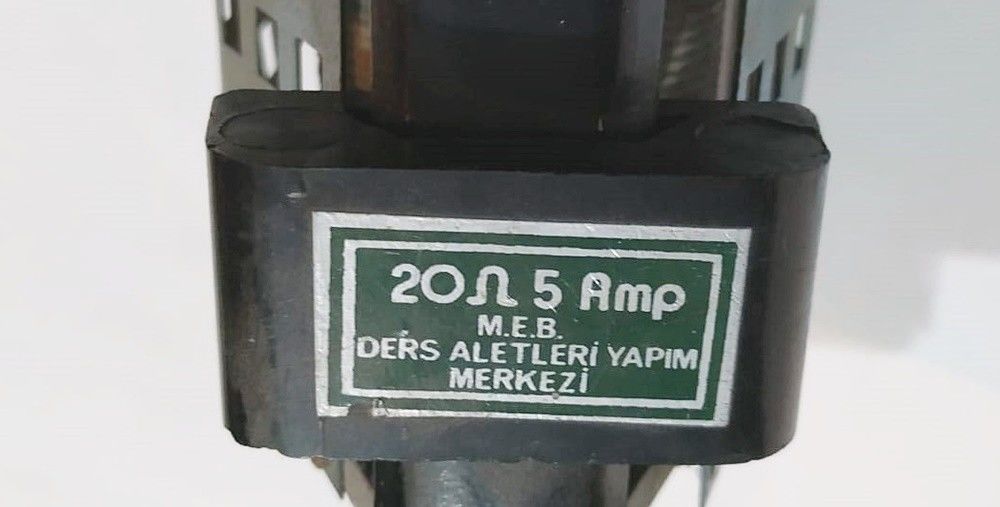 20Ω 5 Amp
M.E.B.
DERS ALETLERİ YAPIM
MERKEZİ